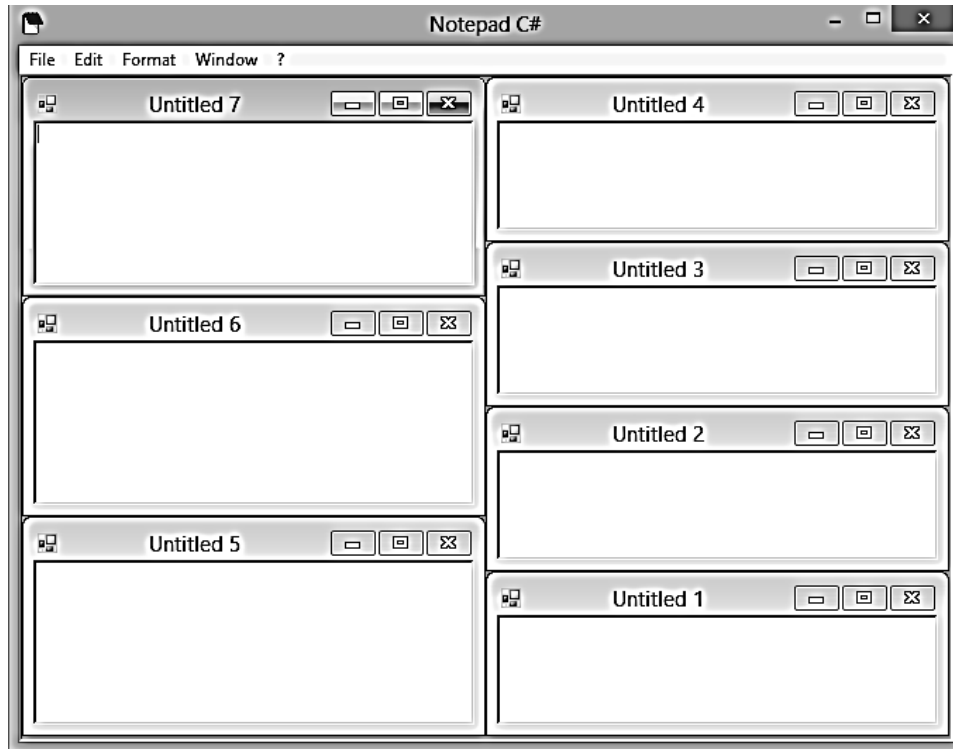 Notepad C#
File Edit Format Window ?
Untitled 7
Untitled 6
Untitled 5
Untitled 4
Untitled 3
Untitled 2
Untitled 1